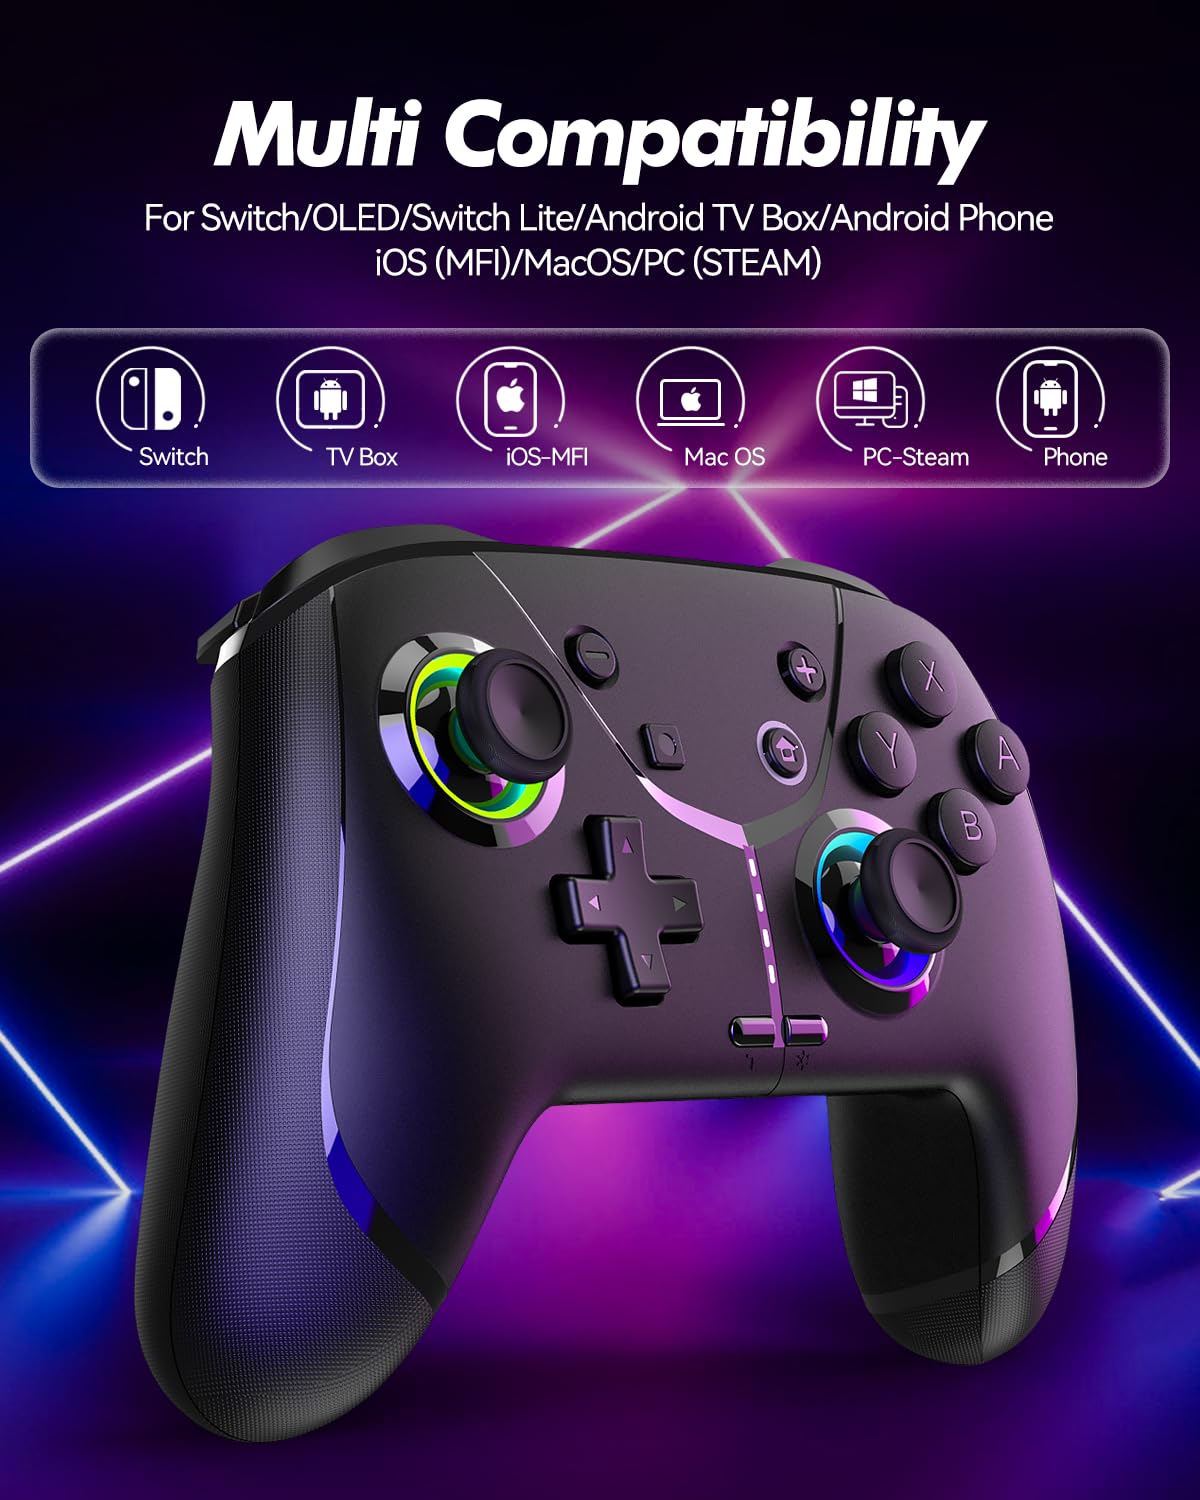 Multi Compatibility
For Switch/OLED/Switch Lite/Android TV Box/Android Phone
iOS (MFI)/MacOS/PC (STEAM)
Switch
TV Box
iOS-MFI
Mac OS
PC-Steam
Phone
X
Y
A
B